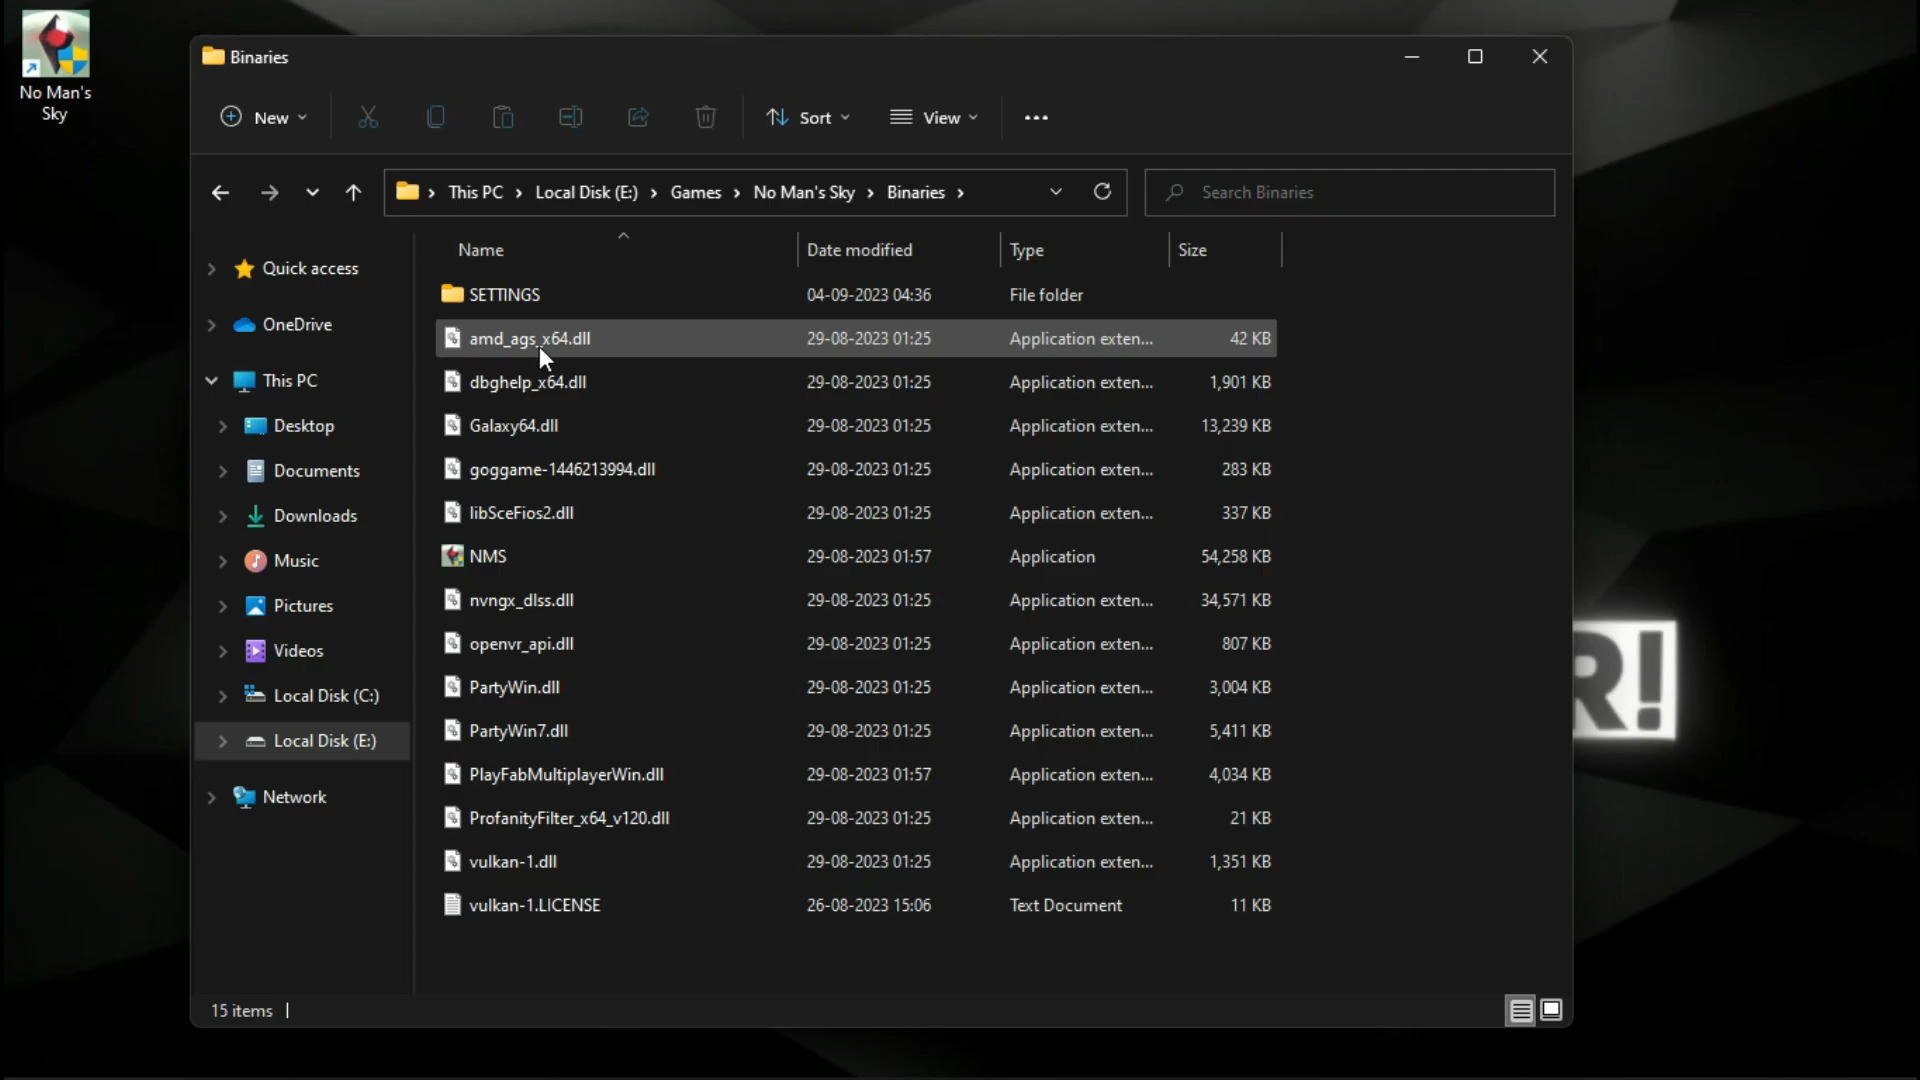 No Man's
Sky
Binaries
New
Sort
View
This PC > Local Disk (E:) > Games > No Man's Sky > Binaries >
Search Binaries
Name Date modified Type Size
Quick access
OneDrive
This PC
Desktop
Documents
Downloads
Music
Pictures
Videos
Local Disk (C:)
Local Disk (E:)
Network
SETTINGS 04-09-2023 04:36 File folder
amd_ags_x64.dll 29-08-2023 01:25 Application exten... 42 KB
dbghelp_x64.dll 29-08-2023 01:25 Application exten... 1,901 KB
Galaxy64.dll 29-08-2023 01:25 Application exten... 13,239 KB
goggame-1446213994.dll 29-08-2023 01:25 Application exten... 283 KB
libSceFios2.dll 29-08-2023 01:25 Application exten... 337 KB
NMS 29-08-2023 01:57 Application 54,258 KB
nvngx_dlss.dll 29-08-2023 01:25 Application exten... 34,571 KB
openvr_api.dll 29-08-2023 01:25 Application exten... 807 KB
PartyWin.dll 29-08-2023 01:25 Application exten... 3,004 KB
PartyWin7.dll 29-08-2023 01:25 Application exten... 5,411 KB
PlayFabMultiplayerWin.dll 29-08-2023 01:57 Application exten... 4,034 KB
ProfanityFilter_x64_v120.dll 29-08-2023 01:25 Application exten... 21 KB
vulkan-1.dll 29-08-2023 01:25 Application exten... 1,351 KB
vulkan-1.LICENSE 26-08-2023 15:06 Text Document 11 KB
R!
15 items